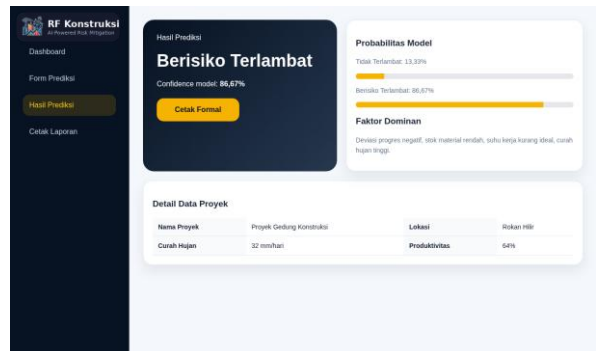 RF Konstruksi
AI-Powered Risk Mitigation
Dashboard
Form Prediksi
Hasil Prediksi
Cetak Laporan
Hasil Prediksi
Berisiko Terlambat
Confidence model: 86,67%
Cetak Formal
Probabilitas Model
Tidak Terlambat: 13,33%
Berisiko Terlambat: 86,67%
Faktor Dominan
Deviasi progres negatif, stok material rendah, suhu kerja kurang ideal, curah
hujan tinggi.
Detail Data Proyek
Nama Proyek Proyek Gedung Konstruksi Lokasi Rokan Hilir
Curah Hujan 32 mm/hari Produktivitas 64%